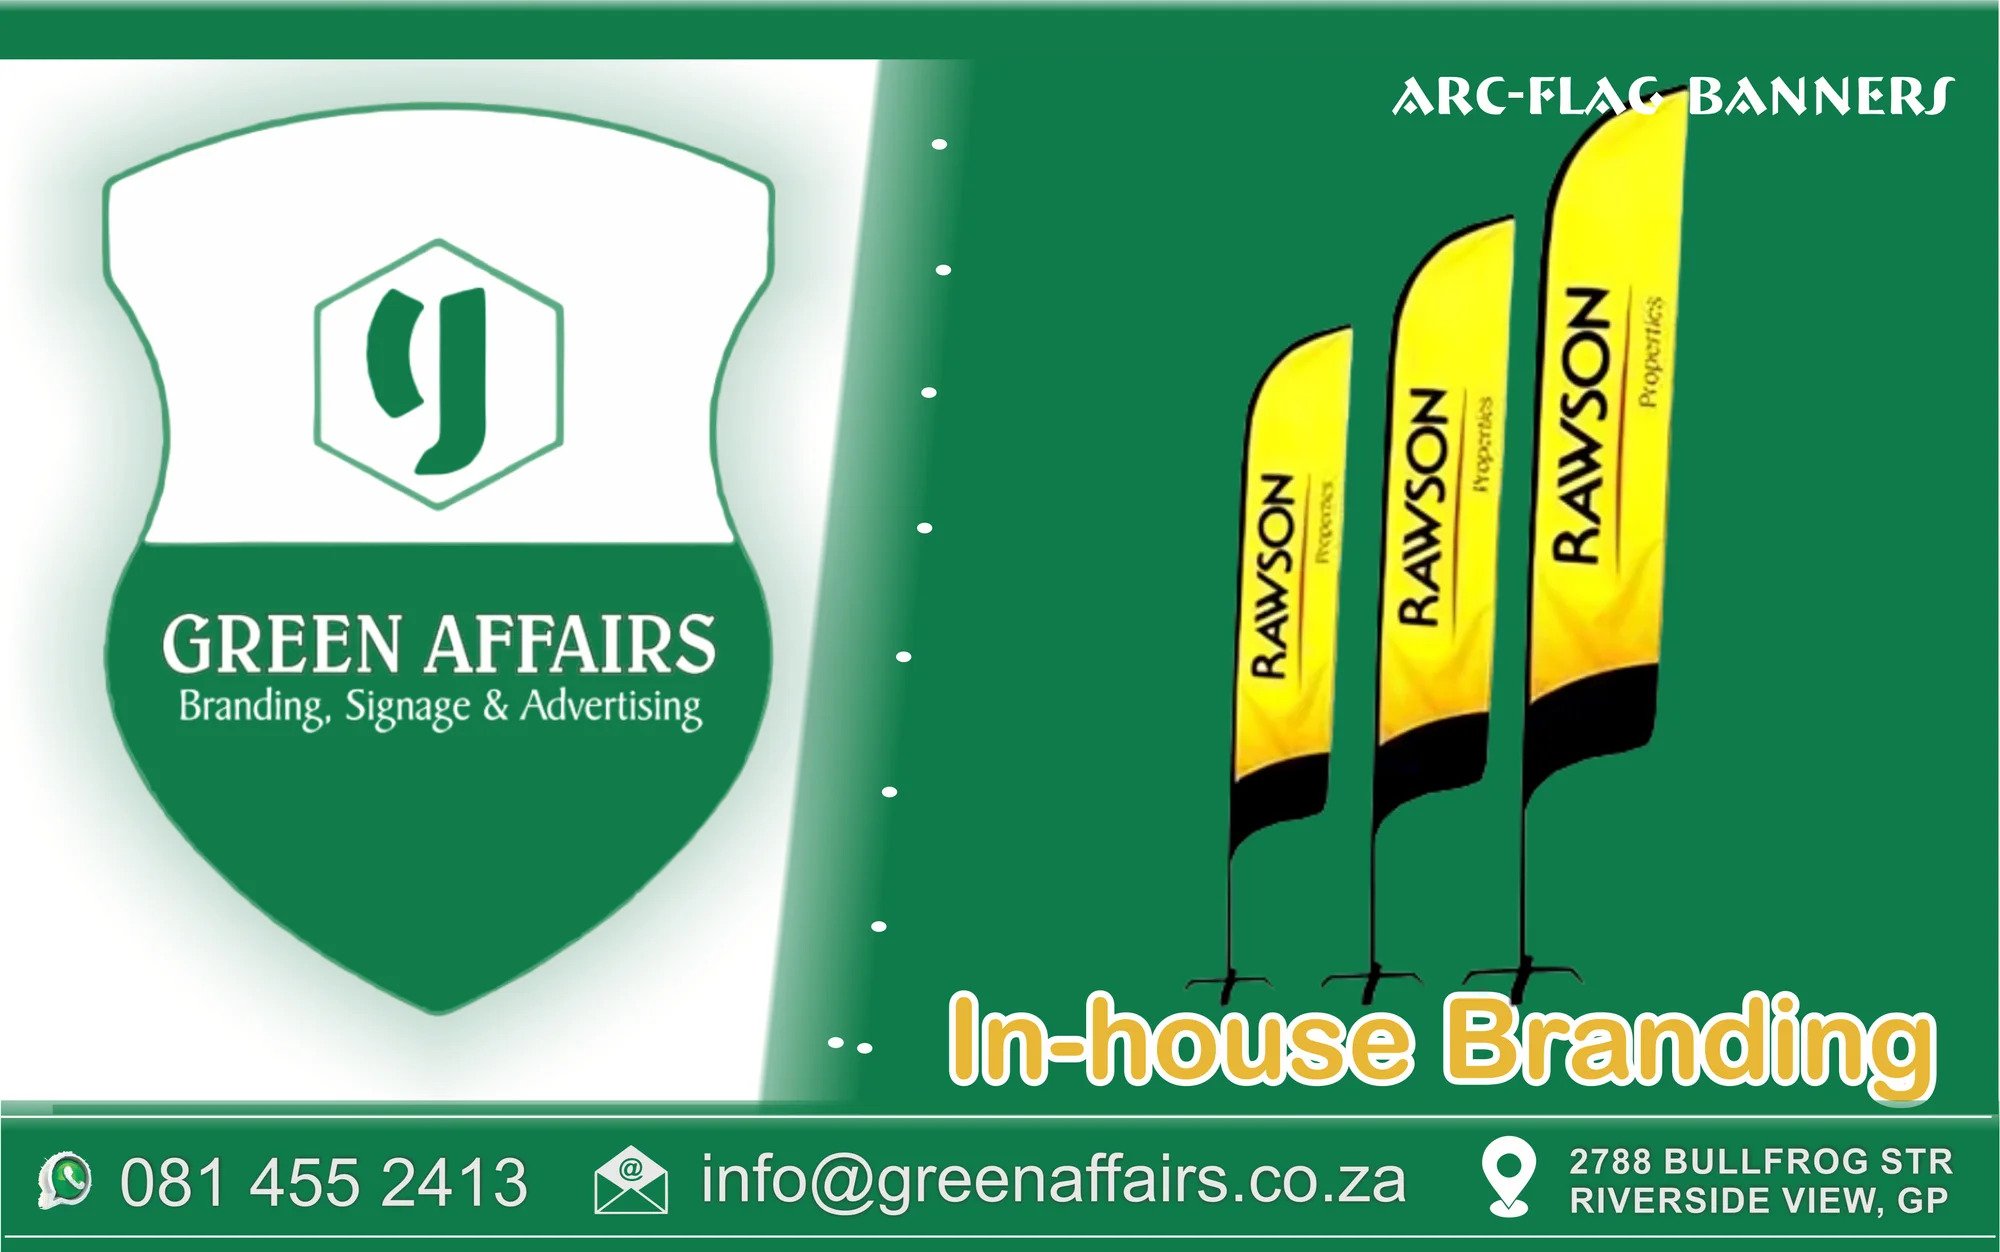 ARC-FLAG BANNERS
g
GREEN AFFAIRS
Branding, Signage & Advertising
RAWSON
Properties
RAWSON
Properties
RAWSON
Properties
In-house Branding
081 455 2413
@
info@greenaffairs.co.za
2788 BULLFROG STR
RIVERSIDE VIEW, GP